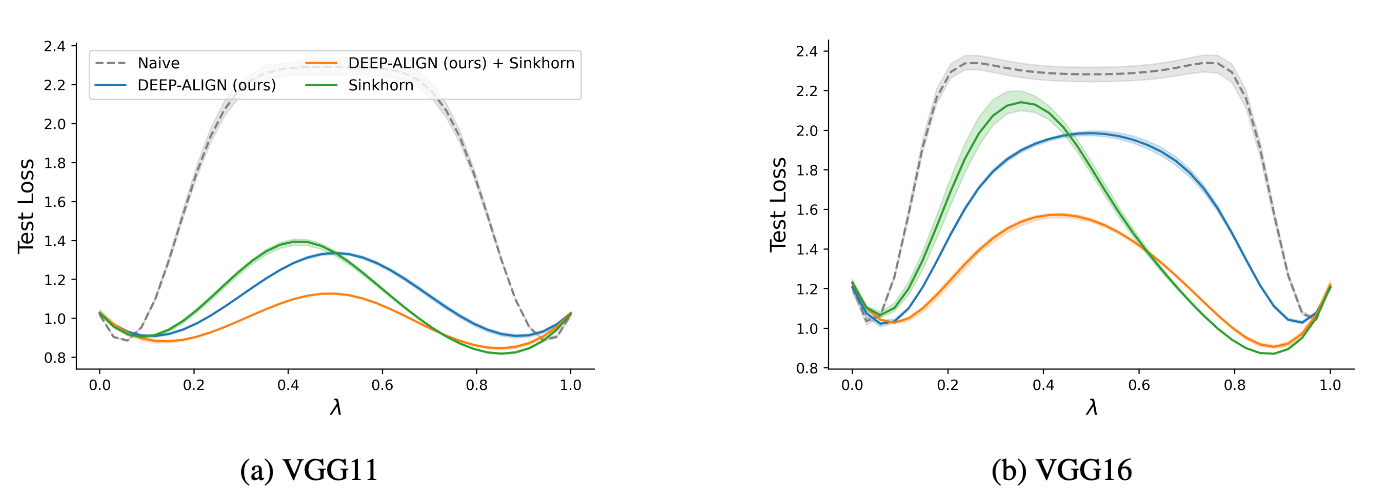 2.4
2.2
2.0
1.8
1.6
1.4
1.2
1.0
0.8
Test Loss
Naive
DEEP-ALIGN (ours)
DEEP-ALIGN (ours) + Sinkhorn
Sinkhorn
0.0 0.2 0.4 0.6 0.8 1.0
λ
(a) VGG11
2.4
2.2
2.0
1.8
1.6
1.4
1.2
1.0
0.8
Test Loss
0.0 0.2 0.4 0.6 0.8 1.0
λ
(b) VGG16